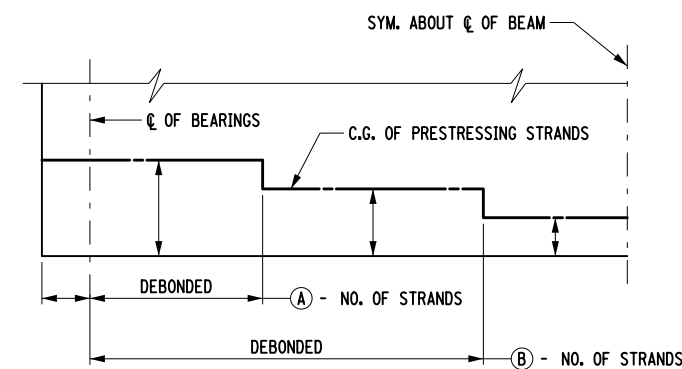 SYM. ABOUT ℄ OF BEAM
℄ OF BEARINGS
C.G. OF PRESTRESSING STRANDS
DEBONDED
A - NO. OF STRANDS
DEBONDED
B - NO. OF STRANDS